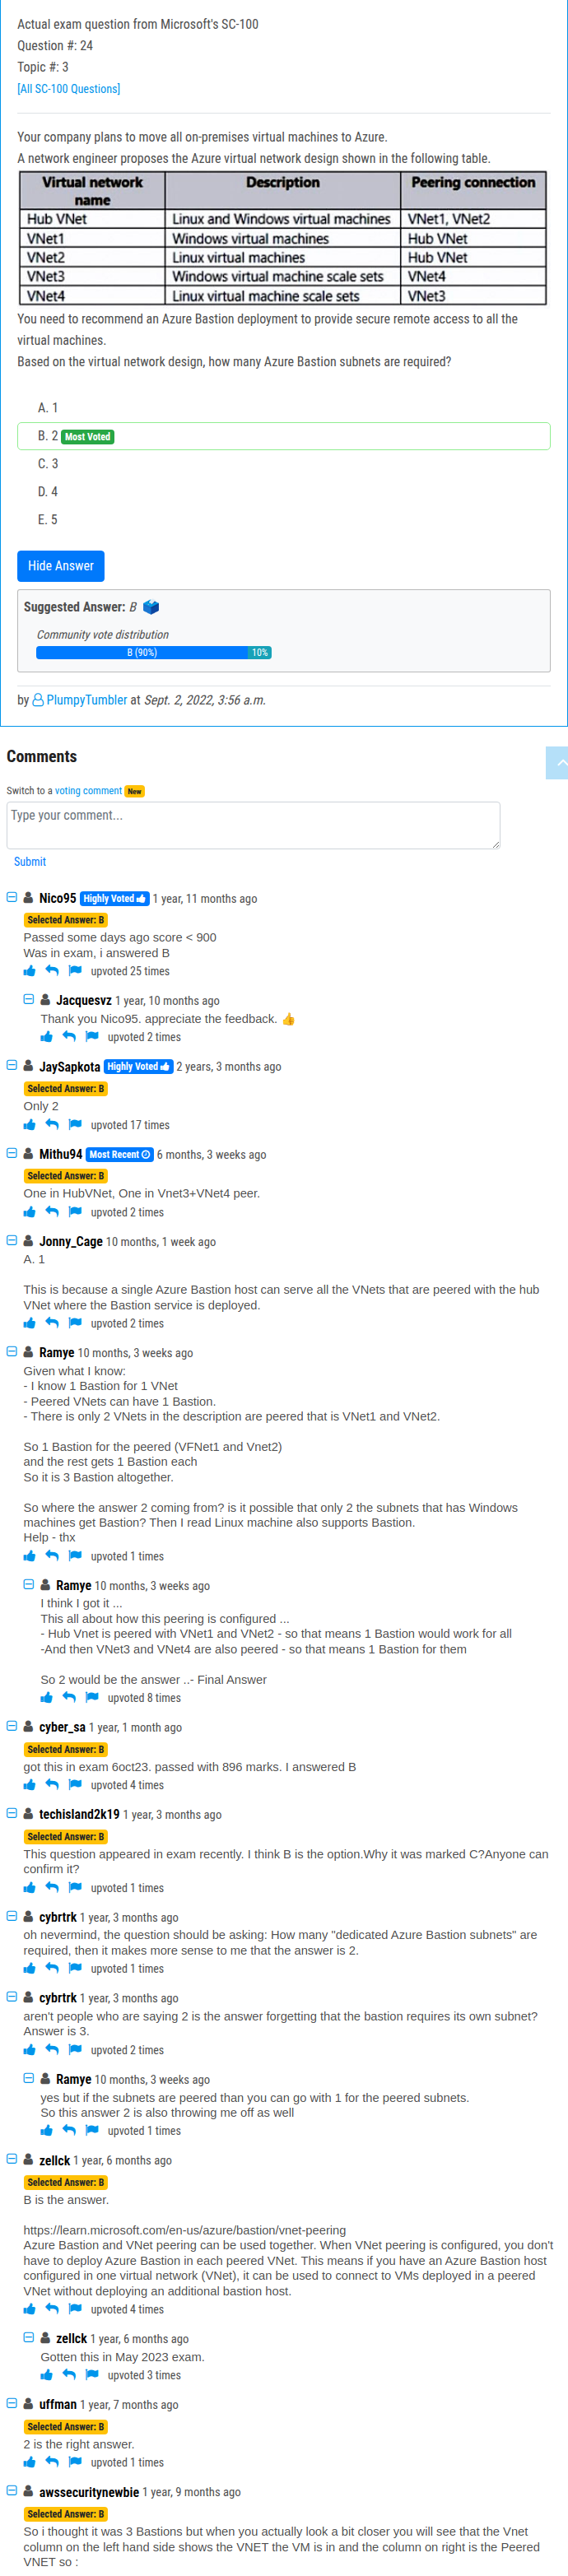 Actual exam question from Microsoft's SC-100
Question #: 24
Topic #: 3
[All SC-100 Questions]
Your company plans to move all on-premises virtual machines to Azure.
A network engineer proposes the Azure virtual network design shown in the following table.
Virtual network name | Description | Peering connection
Hub VNet | Linux and Windows virtual machines | VNet1, VNet2
VNet1 | Windows virtual machines | Hub VNet
VNet2 | Linux virtual machines | Hub VNet
VNet3 | Windows virtual machine scale sets | VNet4
VNet4 | Linux virtual machine scale sets | VNet3
You need to recommend an Azure Bastion deployment to provide secure remote access to all the
virtual machines.
Based on the virtual network design, how many Azure Bastion subnets are required?
A. 1
B. 2 Most Voted
C. 3
D. 4
E. 5
Hide Answer
Suggested Answer: B
Community vote distribution
B (90%) 10%
by PlumpyTumbler at Sept. 2, 2022, 3:56 a.m.
Comments
Switch to a voting comment New
Type your comment...
Submit
Nico95 Highly Voted 1 year, 11 months ago
Selected Answer: B
Passed some days ago score < 900
Was in exam, i answered B
upvoted 25 times
Jacquesvz 1 year, 10 months ago
Thank you Nico95. appreciate the feedback. 👍
upvoted 2 times
JaySapkota Highly Voted 2 years, 3 months ago
Selected Answer: B
Only 2
upvoted 17 times
Mithu94 Most Recent 6 months, 3 weeks ago
Selected Answer: B
One in HubVNet, One in Vnet3+VNet4 peer.
upvoted 2 times
Jonny_Cage 10 months, 1 week ago
A. 1
This is because a single Azure Bastion host can serve all the VNets that are peered with the hub
VNet where the Bastion service is deployed.
upvoted 2 times
Ramye 10 months, 3 weeks ago
Given what I know:
- I know 1 Bastion for 1 VNet
- Peered VNets can have 1 Bastion.
- There is only 2 VNets in the description are peered that is VNet1 and VNet2.
So 1 Bastion for the peered (VFNet1 and Vnet2)
and the rest gets 1 Bastion each
So it is 3 Bastion altogether.
So where the answer 2 coming from? is it possible that only 2 the subnets that has Windows
machines get Bastion? Then I read Linux machine also supports Bastion.
Help - thx
upvoted 1 times
Ramye 10 months, 3 weeks ago
I think I got it ...
This all about how this peering is configured ...
- Hub Vnet is peered with VNet1 and VNet2 - so that means 1 Bastion would work for all
-And then VNet3 and VNet4 are also peered - so that means 1 Bastion for them
So 2 would be the answer ..- Final Answer
upvoted 8 times
cyber_sa 1 year, 1 month ago
Selected Answer: B
got this in exam 6oct23. passed with 896 marks. I answered B
upvoted 4 times
techisland2k19 1 year, 3 months ago
Selected Answer: B
This question appeared in exam recently. I think B is the option.Why it was marked C?Anyone can
confirm it?
upvoted 1 times
cybrtrk 1 year, 3 months ago
oh nevermind, the question should be asking: How many "dedicated Azure Bastion subnets" are
required, then it makes more sense to me that the answer is 2.
upvoted 1 times
cybrtrk 1 year, 3 months ago
aren't people who are saying 2 is the answer forgetting that the bastion requires its own subnet?
Answer is 3.
upvoted 2 times
Ramye 10 months, 3 weeks ago
yes but if the subnets are peered than you can go with 1 for the peered subnets.
So this answer 2 is also throwing me off as well
upvoted 1 times
zellck 1 year, 6 months ago
Selected Answer: B
B is the answer.
https://learn.microsoft.com/en-us/azure/bastion/vnet-peering
Azure Bastion and VNet peering can be used together. When VNet peering is configured, you don't
have to deploy Azure Bastion in each peered VNet. This means if you have an Azure Bastion host
configured in one virtual network (VNet), it can be used to connect to VMs deployed in a peered
VNet without deploying an additional bastion host.
upvoted 4 times
zellck 1 year, 6 months ago
Gotten this in May 2023 exam.
upvoted 3 times
uffman 1 year, 7 months ago
Selected Answer: B
2 is the right answer.
upvoted 1 times
awssecuritynewbie 1 year, 9 months ago
Selected Answer: B
So i thought it was 3 Bastions but when you actually look a bit closer you will see that the Vnet
column on the left hand side shows the VNET the VM is in and the column on right is the Peered
VNET so :